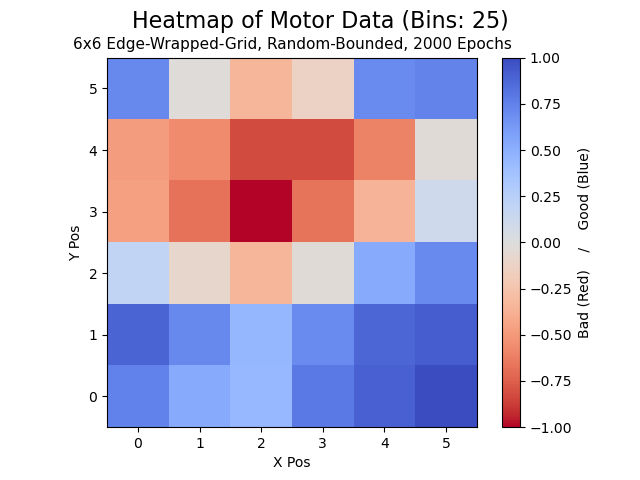 Heatmap of Motor Data (Bins: 25)
6x6 Edge-Wrapped-Grid, Random-Bounded, 2000 Epochs
5
4
3
2
1
0
Y Pos
0 1 2 3 4 5
X Pos
1.00
0.75
0.50
0.25
0.00
−0.25
−0.50
−0.75
−1.00
Bad (Red) / Good (Blue)